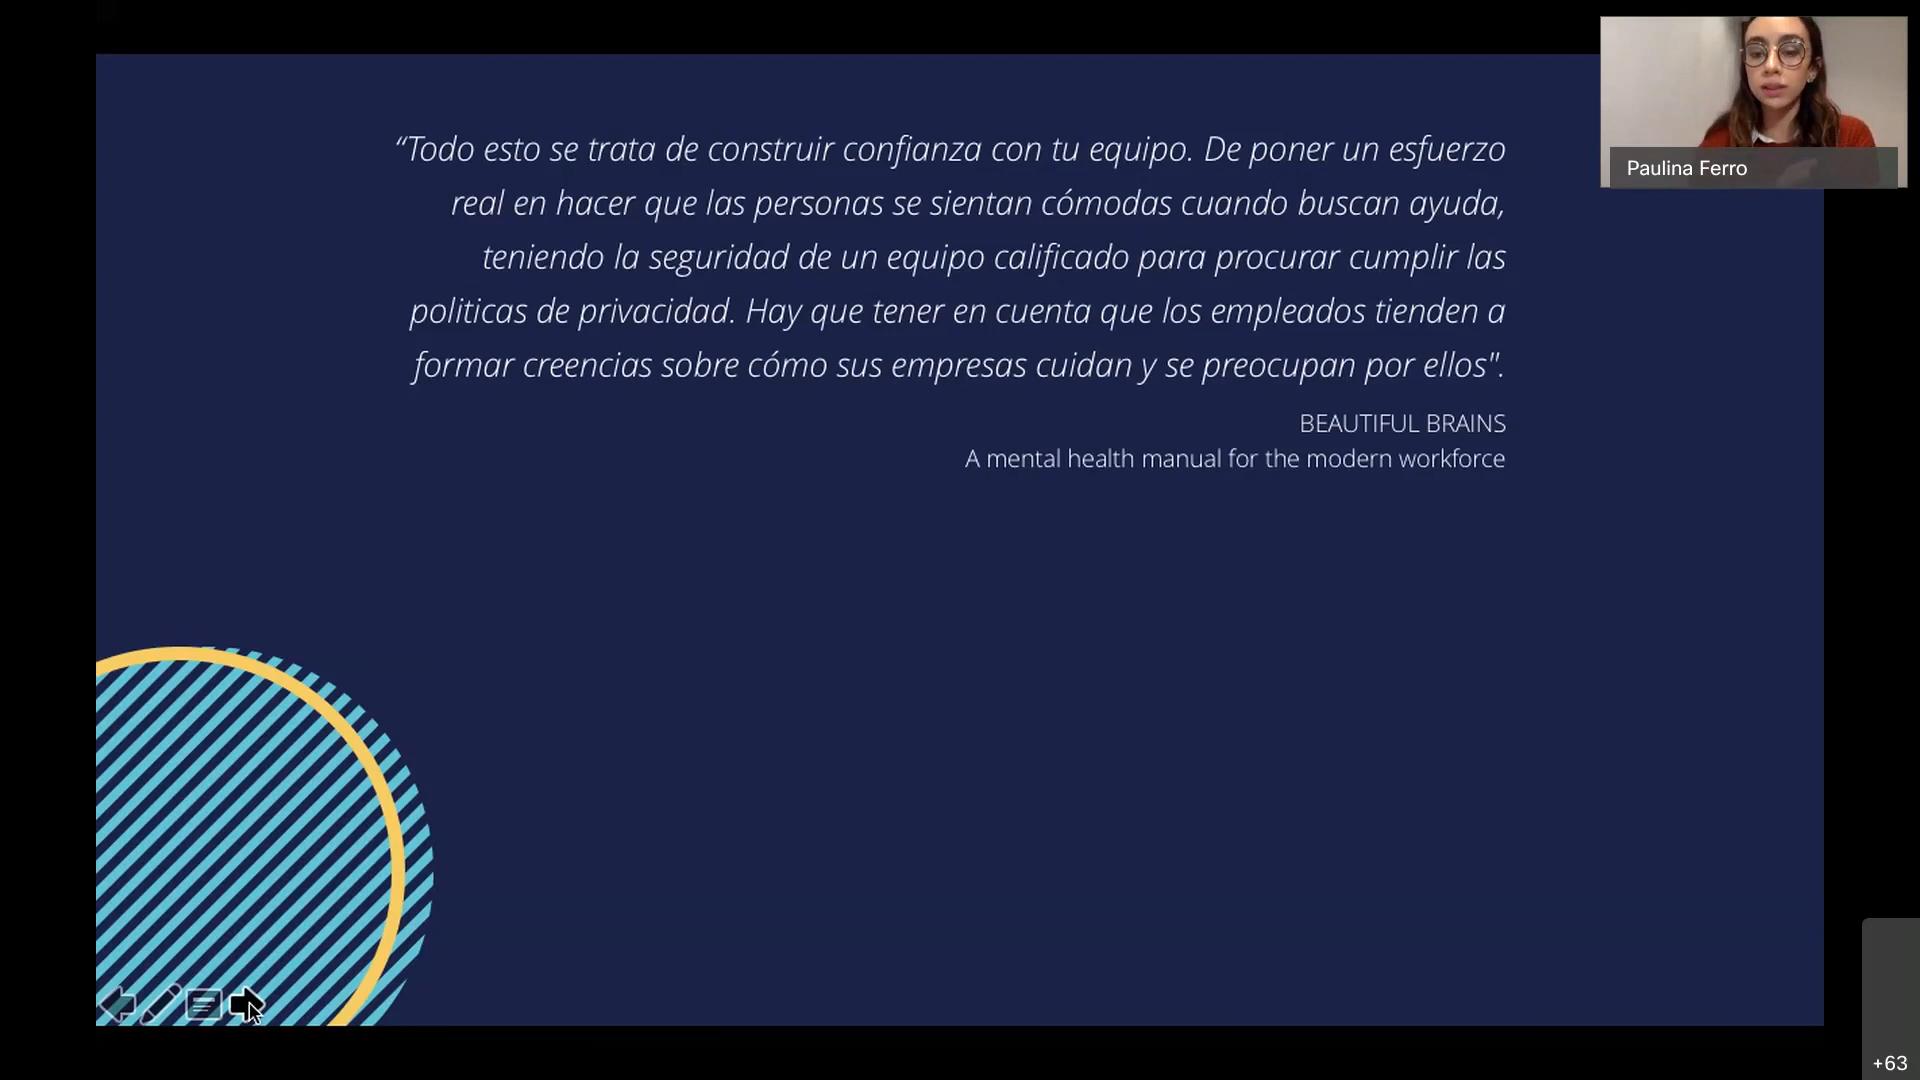 “Todo esto se trata de construir confianza con tu equipo. De poner un esfuerzo
real en hacer que las personas se sientan cómodas cuando buscan ayuda,
teniendo la seguridad de un equipo calificado para procurar cumplir las
politicas de privacidad. Hay que tener en cuenta que los empleados tienden a
formar creencias sobre cómo sus empresas cuidan y se preocupan por ellos".
BEAUTIFUL BRAINS
A mental health manual for the modern workforce
Paulina Ferro
+63